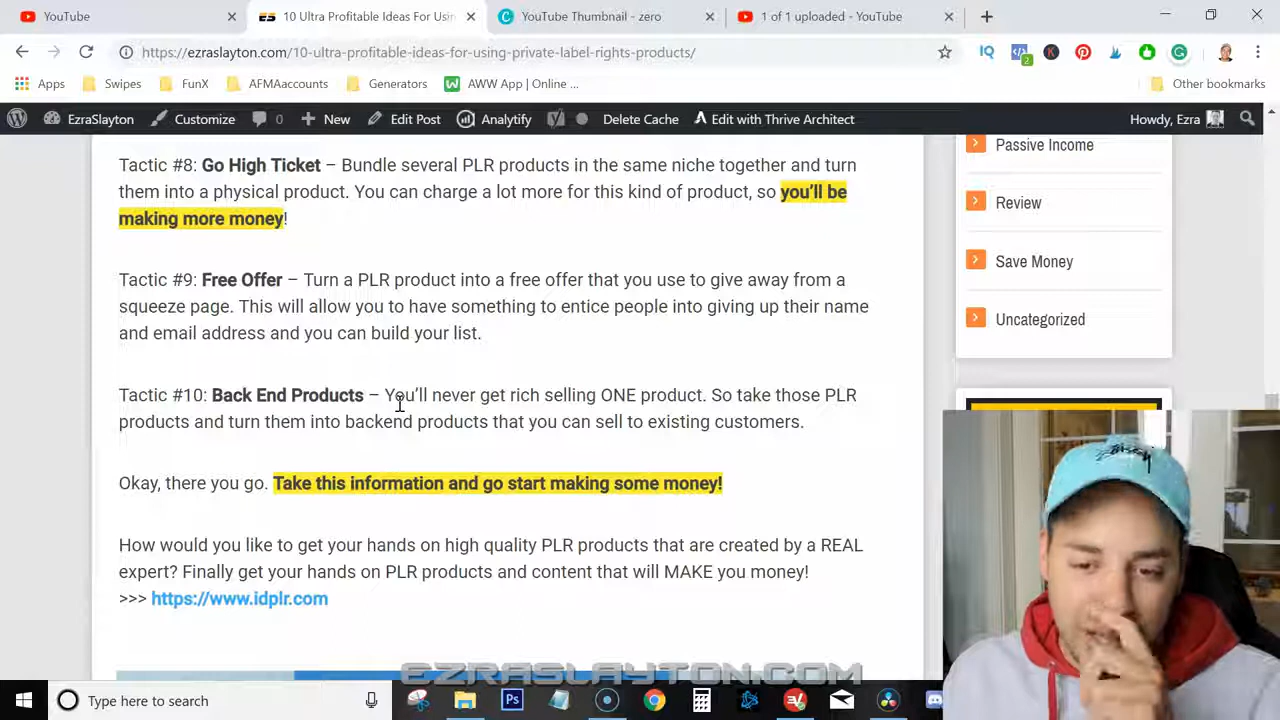 YouTube
10 Ultra Profitable Ideas For Usin
YouTube Thumbnail - zero
1 of 1 uploaded - YouTube
https://ezraslayton.com/10-ultra-profitable-ideas-for-using-private-label-rights-products/
Apps
Swipes
FunX
AFMAaccounts
Generators
AWW App | Online ...
Other bookmarks
EzraSlayton
Customize
0
New
Edit Post
Analytify
Delete Cache
Edit with Thrive Architect
Howdy, Ezra
Tactic #8: Go High Ticket – Bundle several PLR products in the same niche together and turn
them into a physical product. You can charge a lot more for this kind of product, so you'll be
making more money!
Tactic #9: Free Offer – Turn a PLR product into a free offer that you use to give away from a
squeeze page. This will allow you to have something to entice people into giving up their name
and email address and you can build your list.
Tactic #10: Back End Products – You'll never get rich selling ONE product. So take those PLR
products and turn them into backend products that you can sell to existing customers.
Okay, there you go. Take this information and go start making some money!
How would you like to get your hands on high quality PLR products that are created by a REAL
expert? Finally get your hands on PLR products and content that will MAKE you money!
>>> https://www.idplr.com
Passive Income
Review
Save Money
Uncategorized
EZRASLAYTON.COM
Type here to search